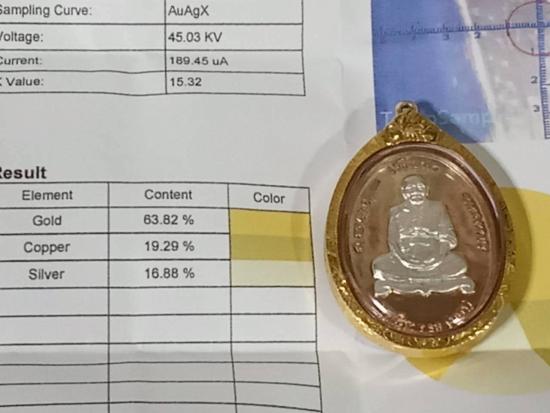 Sampling Curve: AuAgX
Voltage: 45.03 KV
Current: 189.45 uA
K Value: 15.32
Result
Element Content Color
Gold 63.82 %
Copper 19.29 %
Silver 16.88 %